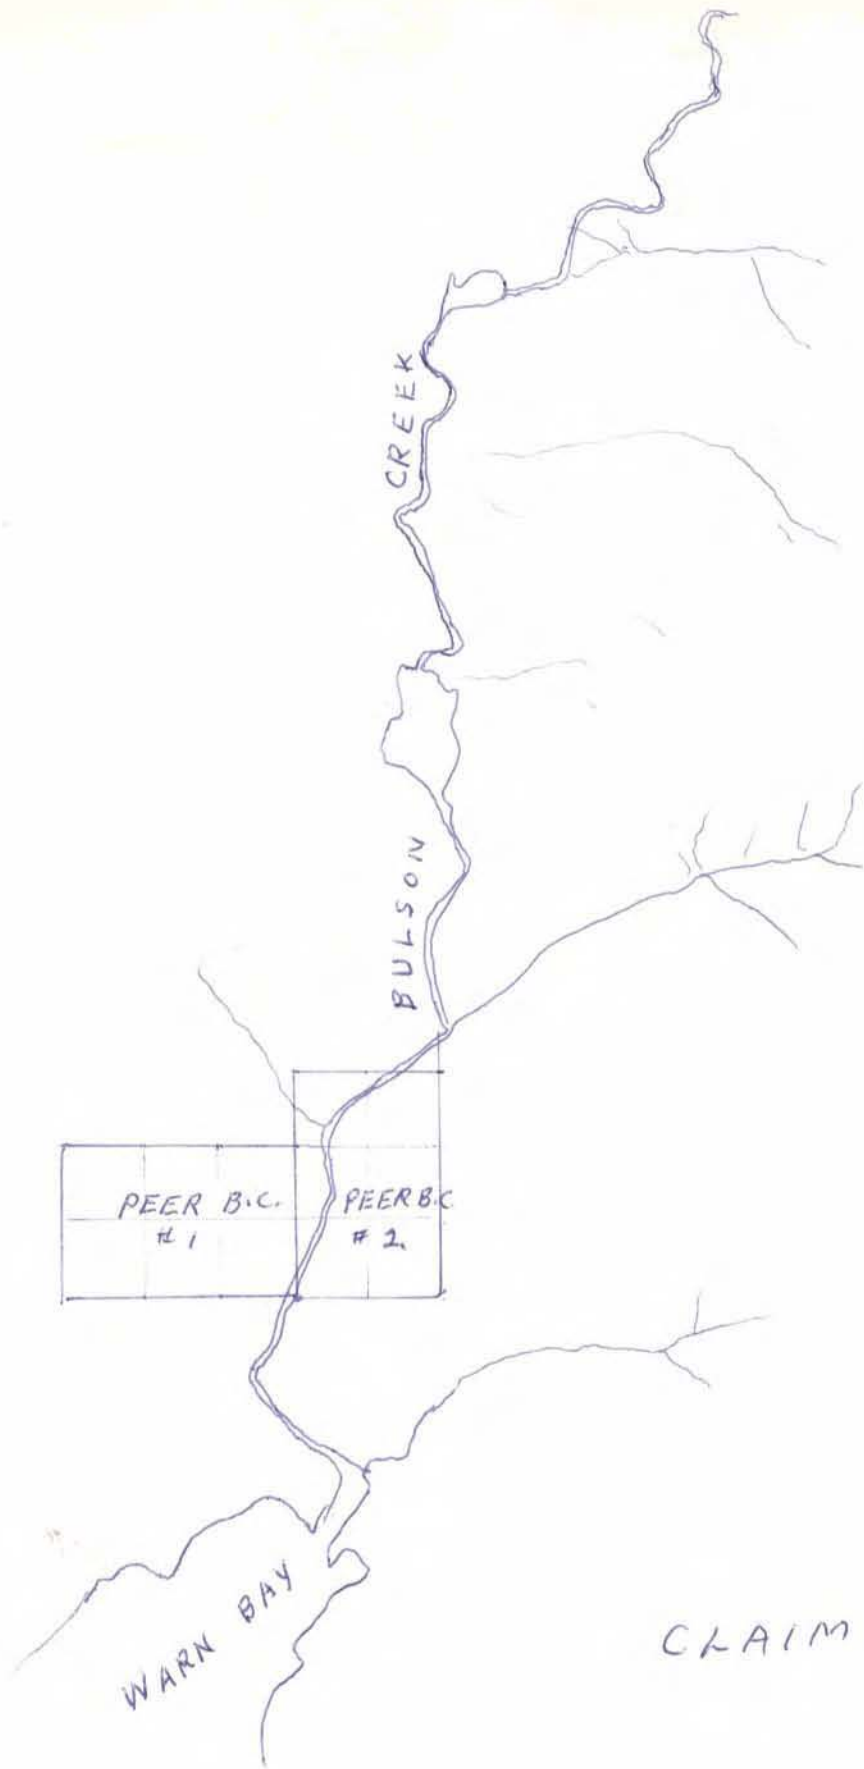 CREEK
BULSON
PEER B.C.
# 1
PEER B.C
# 2.
WARN BAY
CLAIM